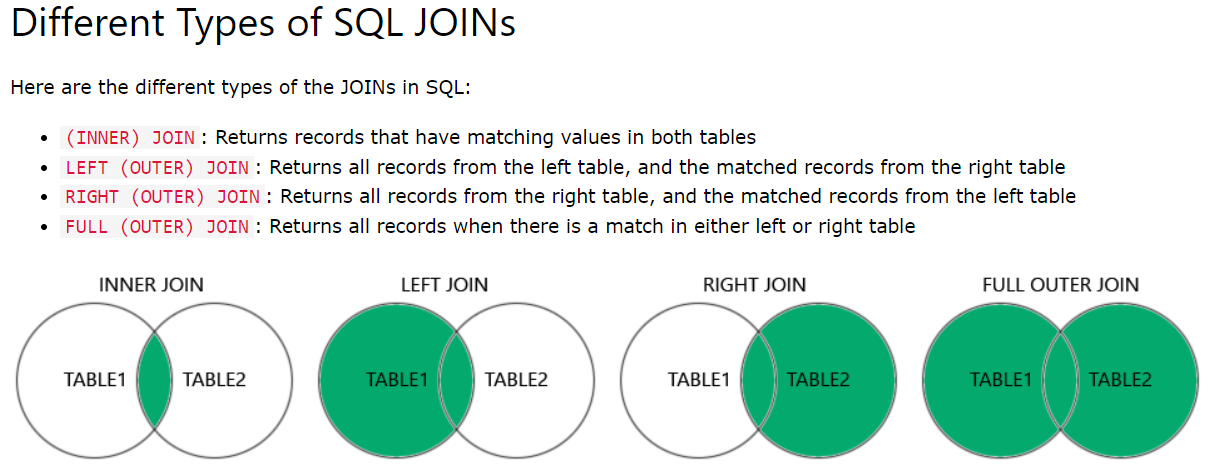 Different Types of SQL JOINs
Here are the different types of the JOINs in SQL:
• (INNER) JOIN: Returns records that have matching values in both tables
• LEFT (OUTER) JOIN: Returns all records from the left table, and the matched records from the right table
• RIGHT (OUTER) JOIN: Returns all records from the right table, and the matched records from the left table
• FULL (OUTER) JOIN: Returns all records when there is a match in either left or right table
INNER JOIN
TABLE1 TABLE2
LEFT JOIN
TABLE1 TABLE2
RIGHT JOIN
TABLE1 TABLE2
FULL OUTER JOIN
TABLE1 TABLE2